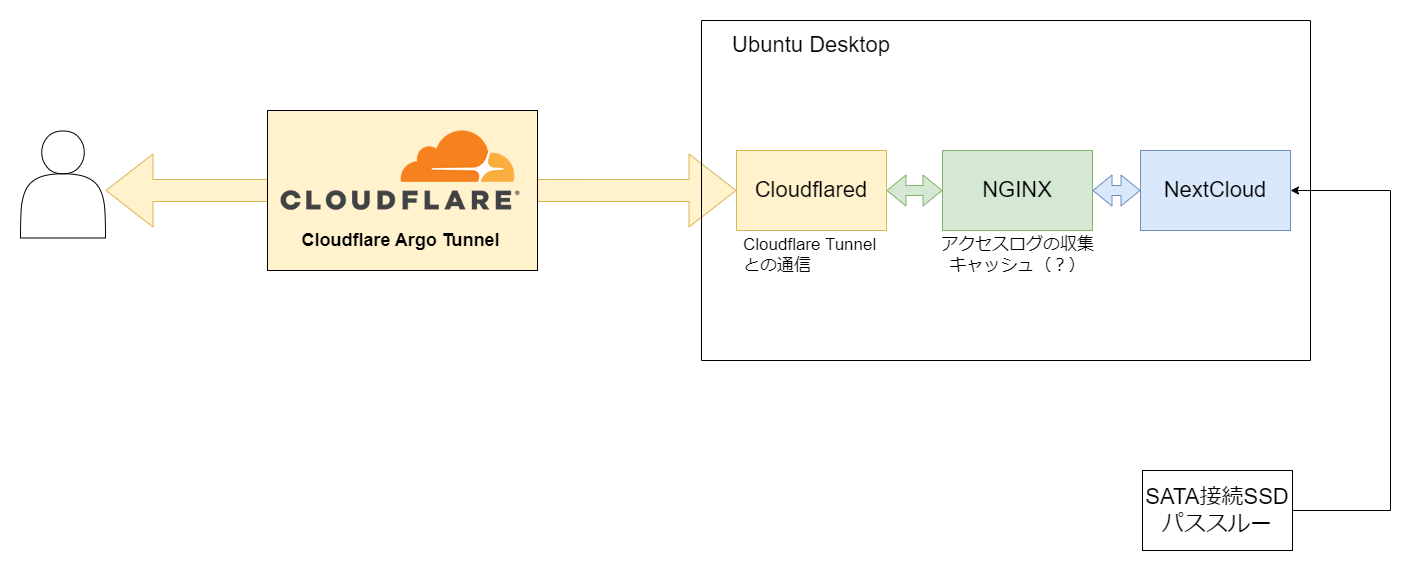 Ubuntu Desktop
CLOUDFLARE®
Cloudflare Argo Tunnel
Cloudflared
NGINX
NextCloud
Cloudflare Tunnel
との通信
アクセスログの収集
キャッシュ（？）
SATA接続SSD
パススルー